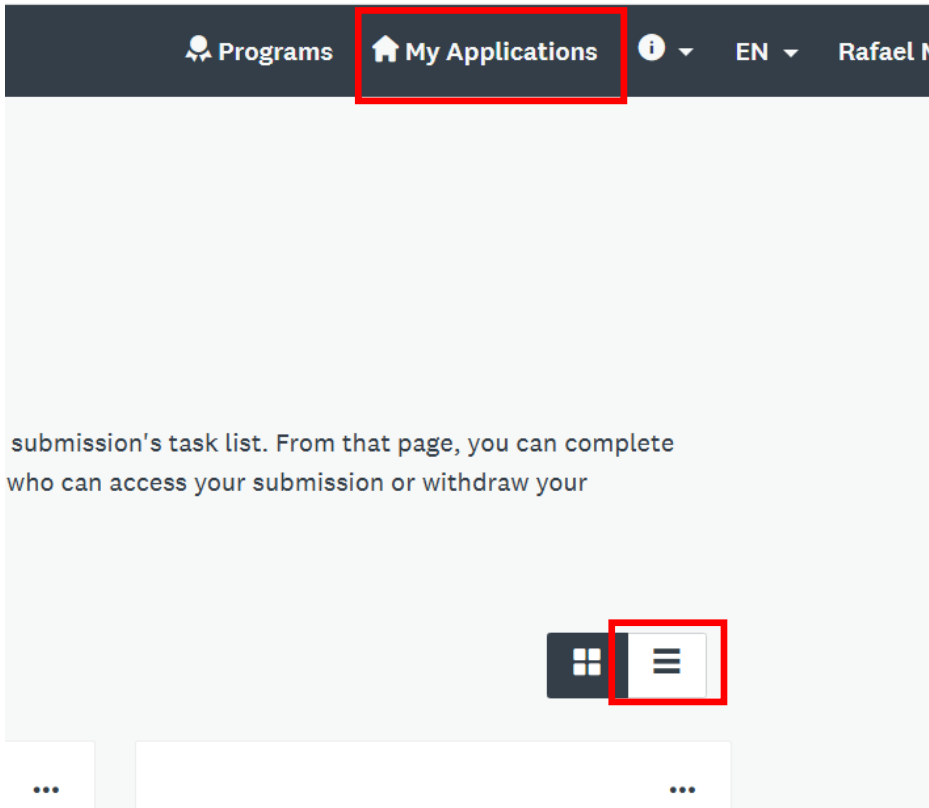 Programs My Applications EN Rafael
submission's task list. From that page, you can complete
who can access your submission or withdraw your